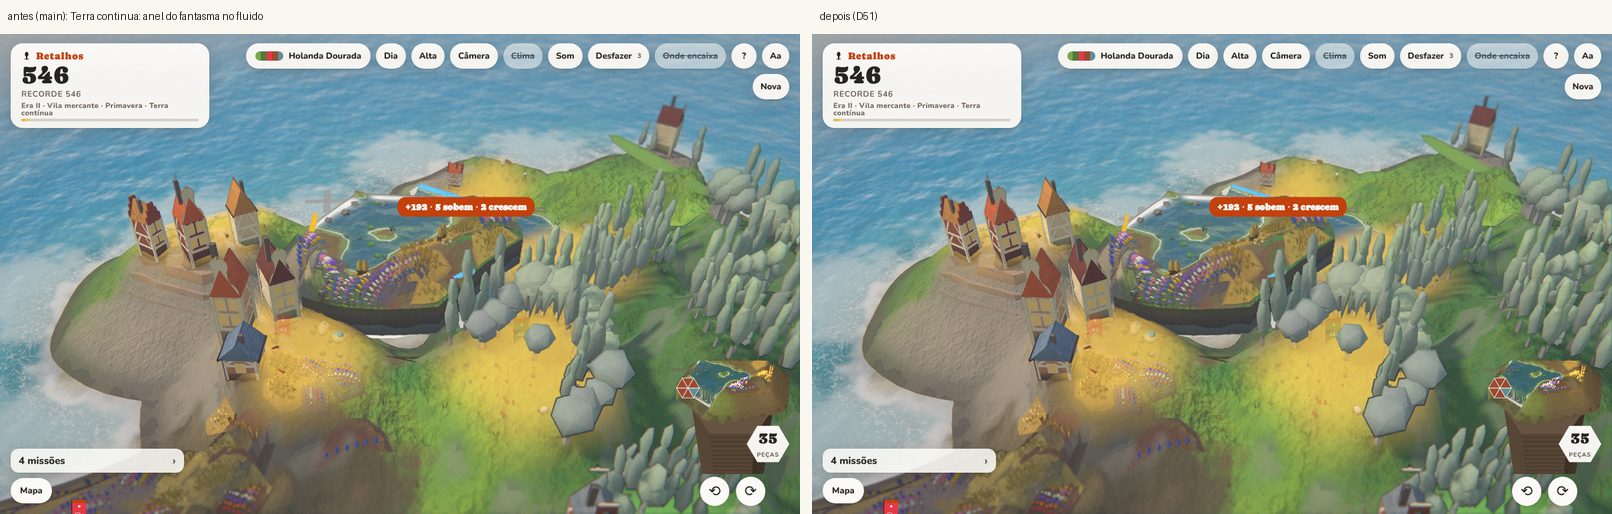 antes (main): Terra continua: anel do fantasma no fluido
Retalhos
546
RECORDE 546
Era II · Vila mercante · Primavera · Terra
contínua
Holanda Dourada
Dia
Alta
Câmera
Clima
Som
Desfazer 3
Onde encaixa
?
Aa
Nova
+192 · 5 sobem · 2 crescem
35
PEÇAS
4 missões ›
Mapa
⟲
⟳
depois (D51)
Retalhos
546
RECORDE 546
Era II · Vila mercante · Primavera · Terra
contínua
Holanda Dourada
Dia
Alta
Câmera
Clima
Som
Desfazer 3
Onde encaixa
?
Aa
Nova
+192 · 5 sobem · 2 crescem
35
PEÇAS
4 missões ›
Mapa
⟲
⟳